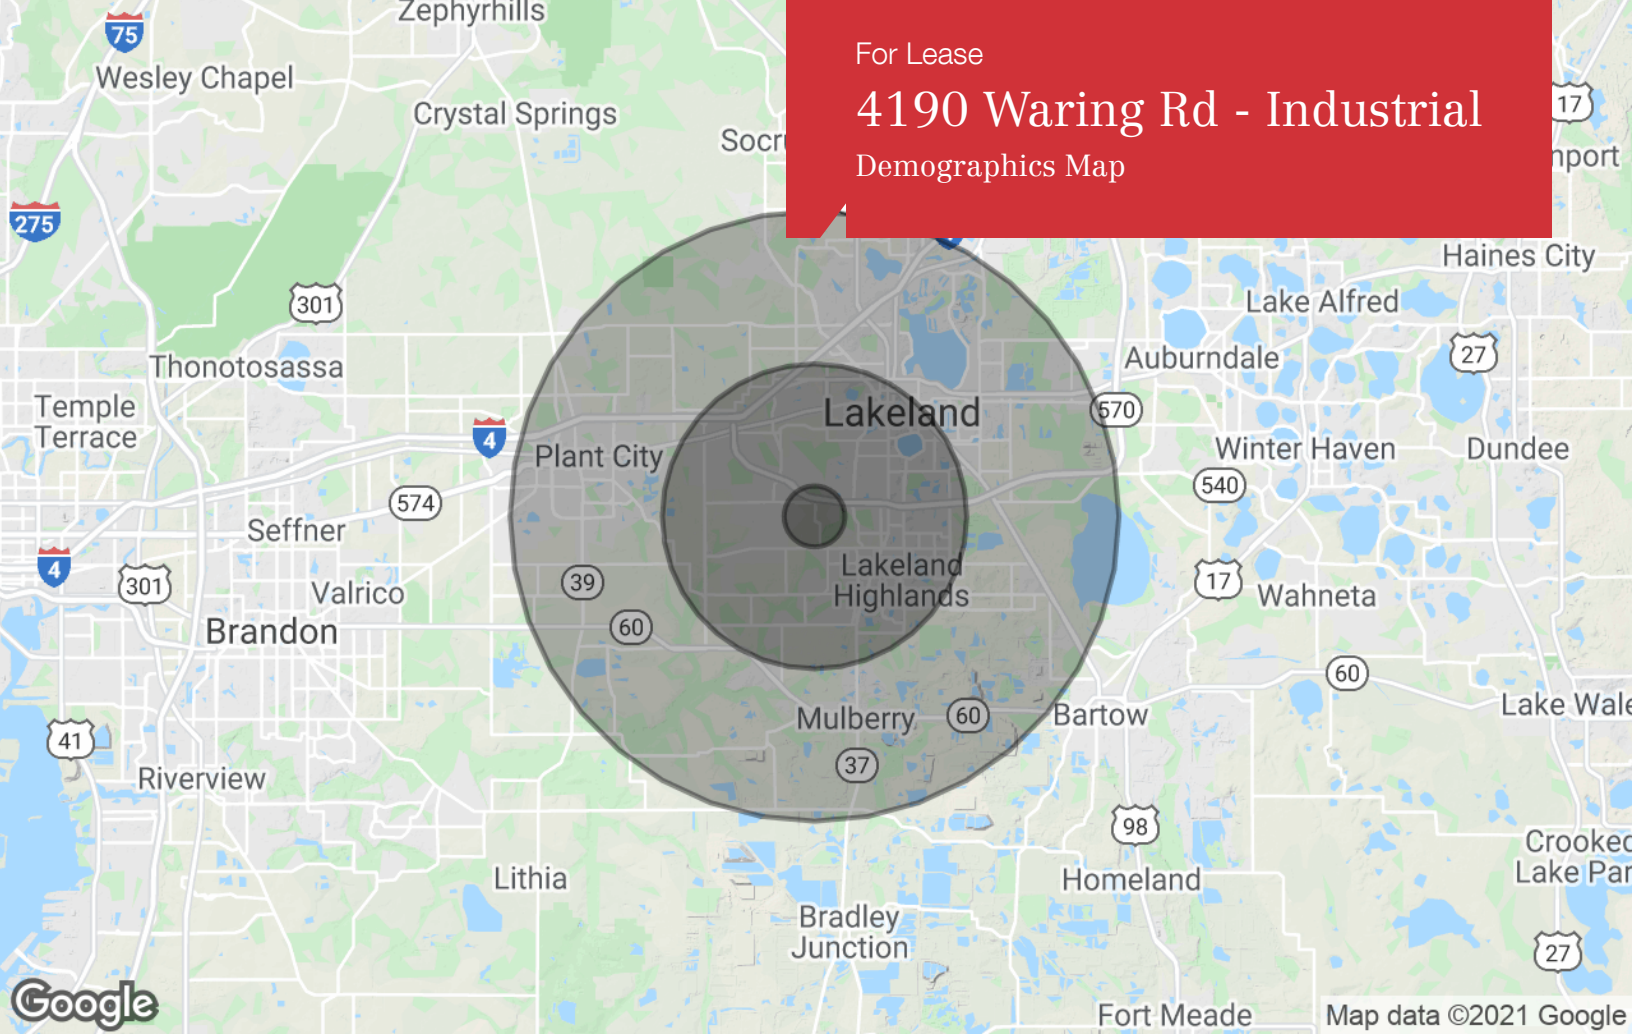 Zephyrhills
75
Wesley Chapel
Crystal Springs
For Lease
4190 Waring Rd - Industrial
Demographics Map
17
275
301
Haines City
Lake Alfred
27
Thonotosassa
Auburndale
Temple
Terrace
4
Lakeland
570
Plant City
Winter Haven
Dundee
574
540
Seffner
4
301
Valrico
39
Lakeland
Highlands
17
Wahneta
60
Brandon
60
Lake
41
Mulberry
60
Bartow
37
Riverview
98
Crooked
Lake
Lithia
Homeland
Bradley
Junction
27
Google
Fort Meade
Map data ©2021 Google